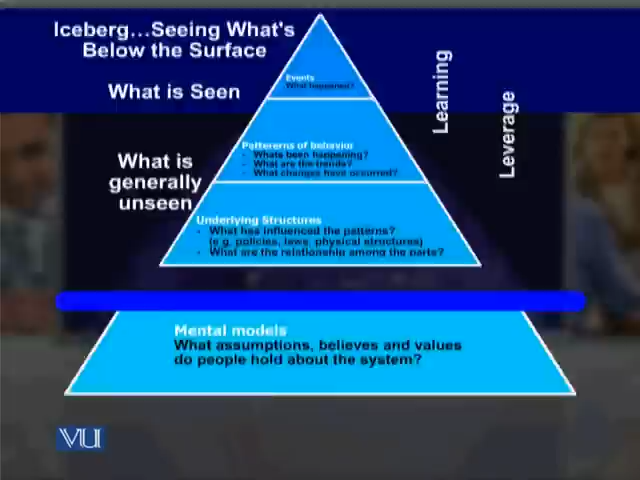 Iceberg...Seeing What's
Below the Surface
What is Seen
Events
What happened?
Learning
Leverage
What is
generally
unseen
Pattererns of behavior
- Whats been happening?
- What are the trends?
- What changes have occurred?
Underlying Structures
- What has influenced the patterns?
(e.g. policies, laws, physical structures)
- What are the relationship among the parts?
Mental models
What assumptions, believes and values
do people hold about the system?
VU